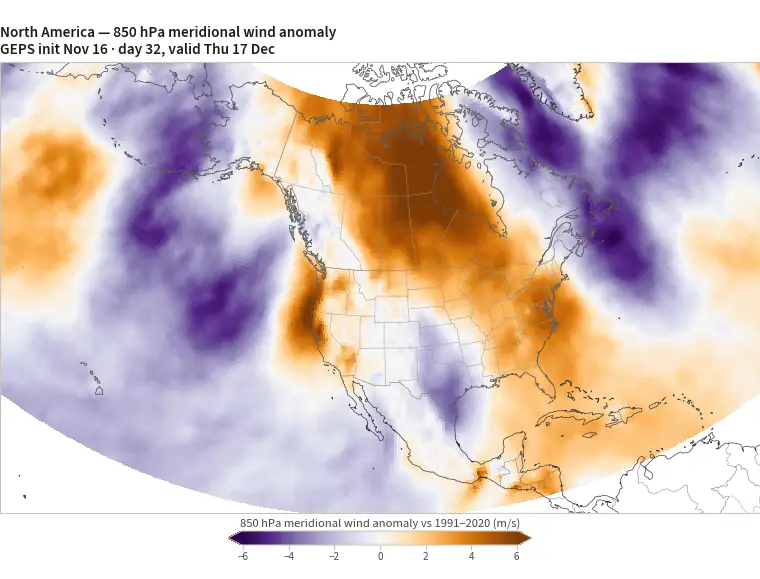 North America — 850 hPa meridional wind anomaly
GEPS init Nov 16 · day 32, valid Thu 17 Dec
850 hPa meridional wind anomaly vs 1991–2020 (m/s)
−6 −4 −2 0 2 4 6